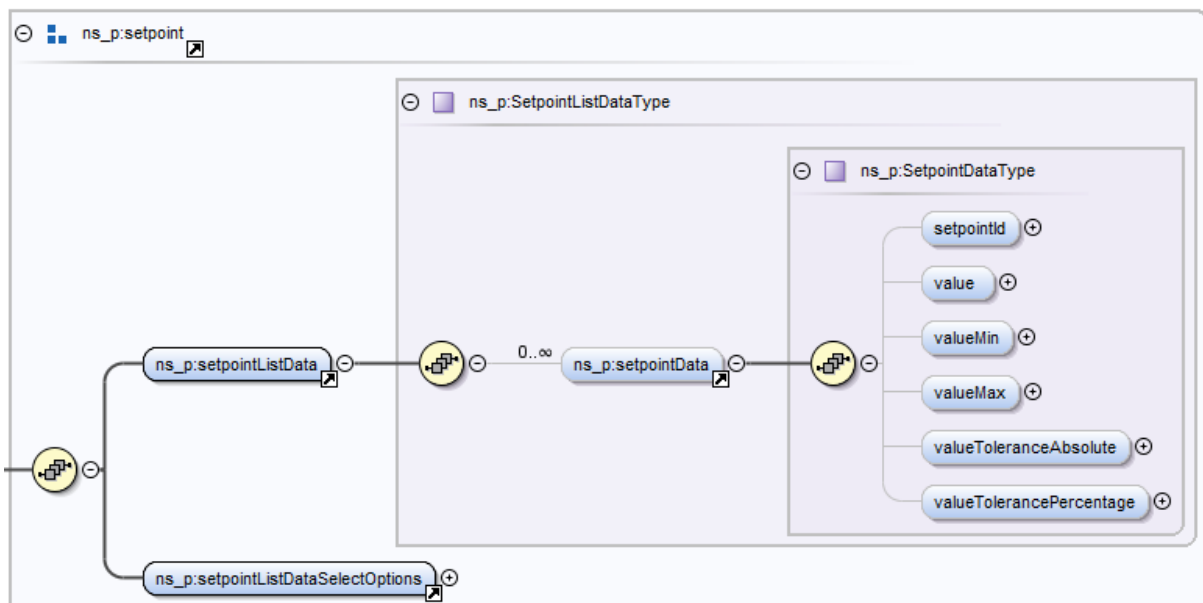 ns_p:setpoint
ns_p:SetpointListDataType
ns_p:SetpointDataType
setpointId
value
valueMin
ns_p:setpointListData
0..∞
ns_p:setpointData
valueMax
valueToleranceAbsolute
valueTolerancePercentage
ns_p:setpointListDataSelectOptions